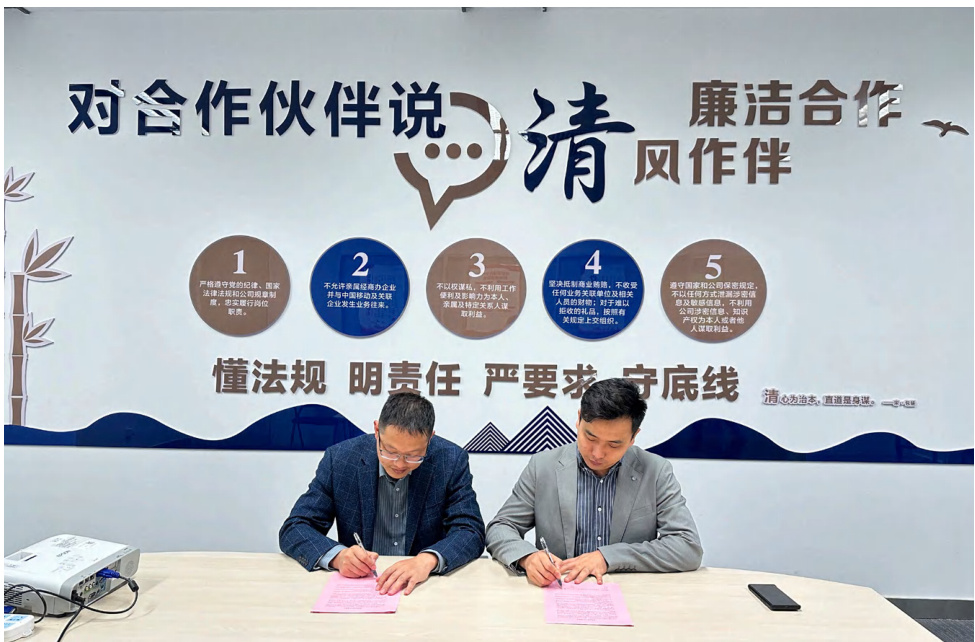 对合作伙伴说
清
廉洁合作
风作伴
1
严格遵守党的纪律、国家
法律法规和公司规章制
度，忠实履行岗位
职责。
2
不允许亲属经商办企业
并与中国移动及关联
企业发生业务往来。
3
不以权谋私，不利用工作
便利及影响力为本人、
亲属及特定关系人谋
取利益。
4
坚决抵制商业贿赂，不收受
任何业务关联单位及相关
人员的财物；对于难以
拒收的礼品，按照有
关规定上交组织。
5
遵守国家和公司保密规定，
不以任何方式泄漏涉密信
息及敏感信息，不利用
公司涉密信息、知识
产权为本人或者他
人谋取利益。
懂法规 明责任 严要求 守底线
清心为治本，直道是身谋。